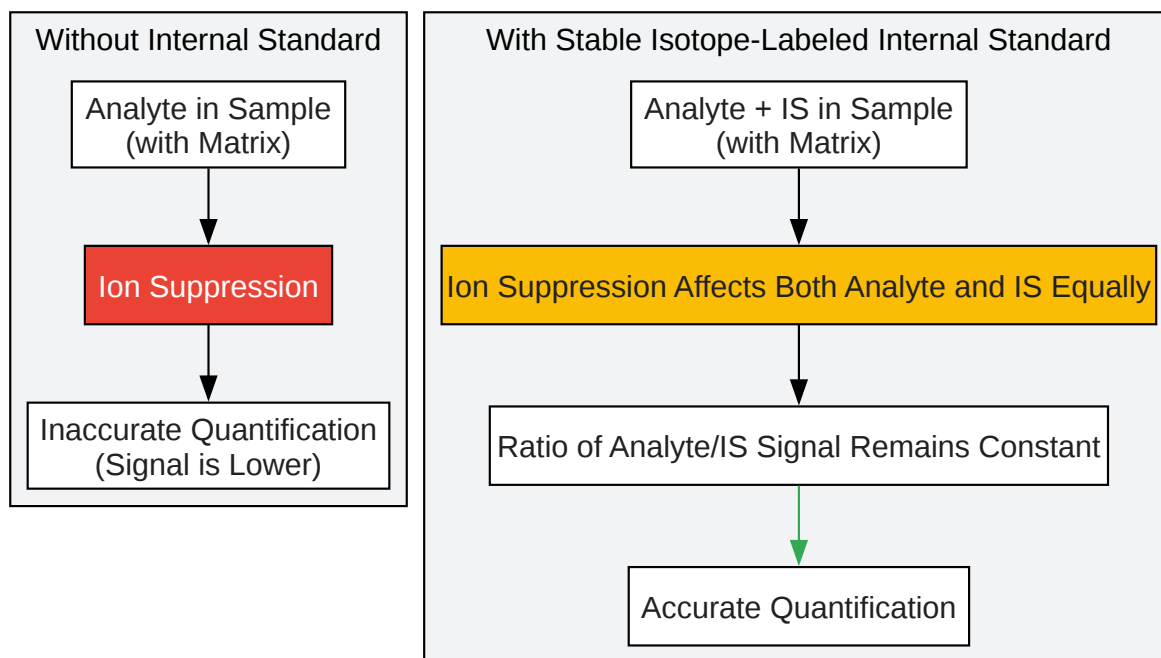 Without Internal Standard
Analyte in Sample
(with Matrix)
Ion Suppression
Inaccurate Quantification
(Signal is Lower)
With Stable Isotope-Labeled Internal Standard
Analyte + IS in Sample
(with Matrix)
Ion Suppression Affects Both Analyte and IS Equally
Ratio of Analyte/IS Signal Remains Constant
Accurate Quantification